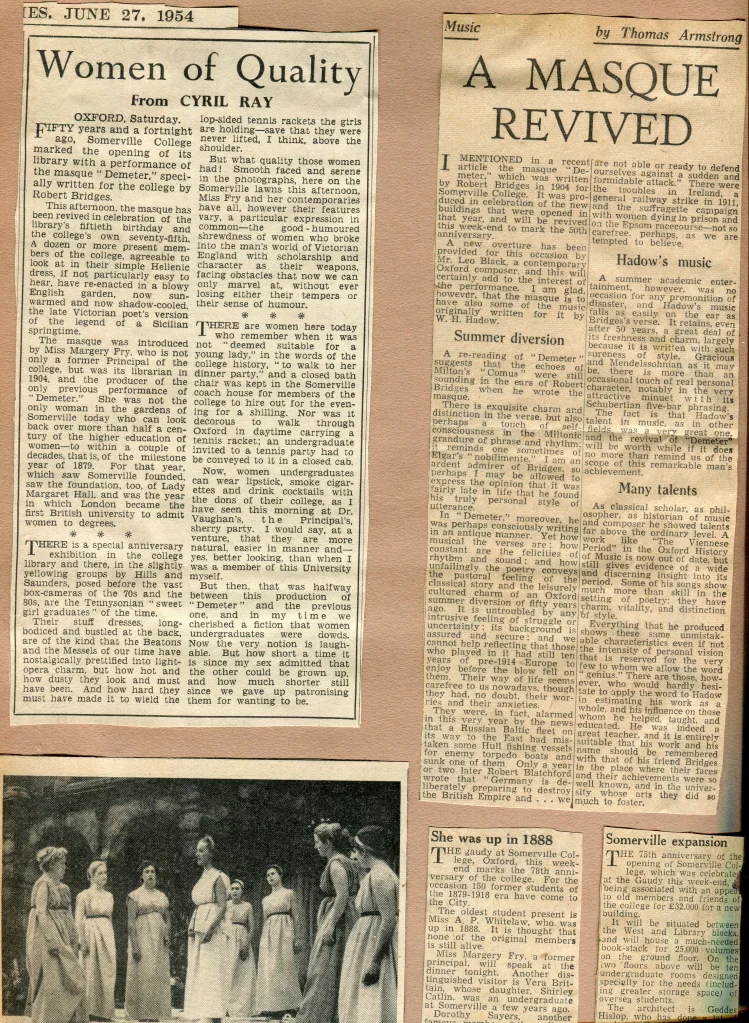 IES, JUNE 27, 1954
Women of Quality
From CYRIL RAY
OXFORD, Saturday.
FIFTY years and a fortnight
ago, Somerville College
marked the opening of its
library with a performance of
the masque "Demeter," speci-
ally written for the college by
Robert Bridges.
This afternoon, the masque has
been revived in celebration of the
library's fiftieth birthday and
the college's own seventy-fifth.
A dozen or more present mem-
bers of the college, agreeable to
look at in their simple Hellenic
dress, if not particularly easy to
hear, have re-enacted in a blowy
English garden, now sun-
warmed and now shadow-cooled,
the late Victorian poet's version
of the legend of a Sicilian
springtime.
The masque was introduced
by Miss Margery Fry, who is not
only a former Principal of the
college, but was its librarian in
1904, and the producer of the
only previous performance of
"Demeter." She was not the
only woman in the gardens of
Somerville today who can look
back over more than half a cen-
tury of the higher education of
women—to within a couple of
decades, that is, of the milestone
year of 1879. For that year,
which saw Somerville founded,
saw the foundation, too, of Lady
Margaret Hall, and was the year
in which London became the
first British university to admit
women to degrees.
* * *
THERE is a special anniversary
exhibition in the college
library and there, in the slightly
yellowing groups by Hills and
Saunders, posed before the vast
box-cameras of the 70s and the
80s, are the Tennysonian "sweet
girl graduates" of the time.
Their stuff dresses, long-
bodiced and bustled at the back,
are of the kind that the Beatons
and the Messels of our time have
nostalgically prettified into light-
opera charm, but how hot and
how dusty they look and must
have been. And how hard they
must have made it to wield the
lop-sided tennis rackets the girls
are holding—save that they were
never lifted, I think, above the
shoulder.
But what quality those women
had! Smooth faced and serene
in the photographs, here on the
Somerville lawns this afternoon,
Miss Fry and her contemporaries
have all, however their features
vary, a particular expression in
common—the good-humoured
shrewdness of women who broke
into the man's world of Victorian
England with scholarship and
character as their weapons,
facing obstacles that now we can
only marvel at, without ever
losing either their tempers or
their sense of humour.
* * *
THERE are women here today
who remember when it was
not "deemed suitable for a
young lady," in the words of the
college history, "to walk to her
dinner party," and a closed bath
chair was kept in the Somerville
coach house for members of the
college to hire out for the even-
ing for a shilling. Nor was it
decorous to walk through
Oxford in daytime carrying a
tennis racket; an undergraduate
invited to a tennis party had to
be conveyed to it in a closed cab.
Now, women undergraduates
can wear lipstick, smoke cigar-
ettes and drink cocktails with
the dons of their college, as I
have seen this morning at Dr.
Vaughan's, the Principal's,
sherry party. I would say, at a
venture, that they are more
natural, easier in manner and—
yes, better looking, than when I
was a member of this University
myself.
But then, that was halfway
between this production of
"Demeter" and the previous
one, and in my time we
cherished a fiction that women
undergraduates were dowds.
Now the very notion is laugh-
able. But how short a time it
is since my sex admitted that
the other could be grown up,
and how much shorter still
since we gave up patronising
them for wanting to be.
Music
by Thomas Armstrong
A MASQUE
REVIVED
I MENTIONED in a recent
article the masque "De-
meter," which was written
by Robert Bridges in 1904 for
Somerville College. It was pro-
duced in celebration of the new
buildings that were opened in
that year, and will be revived
this week-end to mark the 50th
anniversary.
A new overture has been
provided for this occasion by
Mr. Leo Black, a contemporary
Oxford composer, and this will
certainly add to the interest of
the performance. I am glad,
however, that the masque is to
have also some of the music
originally written for it by
W. H. Hadow.
Summer diversion
A re-reading of "Demeter"
suggests that the echoes of
Milton's "Comus" were still
sounding in the ears of Robert
Bridges when he wrote the
masque.
There is exquisite charm and
distinction in the verse, but also
perhaps a touch of self-
consciousness in the Miltonic
grandure of phrase and rhythm;
it reminds one sometimes of
Elgar's "nobilimente." I am an
ardent admirer of Bridges, so
perhaps I may be allowed to
express the opinion that it was
fairly late in life that he found
his truly personal style of
utterance.
In "Demeter," moreover, he
was perhaps consciously writing
in an antique manner. Yet how
musical the verses are; how
constant are the felicities of
rhythm and sound; and how
unfailingly the poetry conveys
the pastoral feeling of the
classical story and the leisurely
cultured charm of an Oxford
summer diversion of fifty years
ago. It is untroubled by any
intrusive feeling of struggle or
uncertainty; its background is
assured and secure; and we
cannot help reflecting that those
who played in it had still ten
years of pre-1914 Europe to
enjoy before the blow fell on
them. Their way of life seems
carefree to us nowadays, though
they had, no doubt, their wor-
ries and their anxieties.
They were, in fact, alarmed
in this very year by the news
that a Russian Baltic fleet on
its way to the East had mis-
taken some Hull fishing vessels
for enemy torpedo boats and
sunk one of them. Only a year
or two later Robert Blatchford
wrote that "Germany is de-
liberately preparing to destroy
the British Empire and . . . we
are not able or ready to defend
ourselves against a sudden and
formidable attack." There were
the troubles in Ireland, a
general railway strike in 1911,
and the suffragette campaign
with women dying in prison and
on the Epsom racecourse—not so
carefree, perhaps, as we are
tempted to believe.
Hadow's music
A summer academic enter-
tainment, however, was no
occasion for any premonition of
disaster, and Hadow's music
falls as easily on the ear as
Bridges's verse. It retains, even
after 50 years, a great deal of
its freshness and charm, largely
because it is written with such
sureness of style. Gracious
and Mendelssohnian as it may
be, there is more than an
occasional touch of real personal
character, notably in the very
attractive minuet with its
Schubertian five-bar phrasing.
The fact is that Hadow's
talent in music, as in other
fields, was a very great one,
and the revival of "Demeter"
will be worth while if it does
no more than remind us of the
scope of this remarkable man's
achievement.
Many talents
As classical scholar, as phil-
osopher, as historian of music
and composer he showed talents
far above the ordinary level. A
work like "The Viennese
Period" in the Oxford History
of Music is now out of date, but
still gives evidence of a wide
and discerning insight into its
period. Some of his songs show
much more than skill in the
setting of poetry; they have
charm, vitality, and distinction
of style.
Everything that he produced
shows these same unmistak-
able characteristics even if not
the intensity of personal vision
that is reserved for the very
few to whom we allow the word
"genius." There are those, how-
ever, who would hardly hesi-
tate to apply the word to Hadow
in estimating his work as a
whole, and his influence on those
whom he helped, taught, and
educated. He was indeed a
great teacher, and it is entirely
suitable that his work and his
name should be remembered
with that of his friend Bridges
in the place where their faces
and their achievements were so
well known, and in the univer-
sity whose arts they did so
much to foster.
She was up in 1888
THE gaudy at Somerville Col-
lege, Oxford, this week-
end marks the 78th anni-
versary of the college. For the
occasion 150 former students of
the 1879-1918 era have come to
the City.
The oldest student present is
Miss A. P. Whitelaw, who was
up in 1888. It is thought that
none of the original members
is still alive.
Miss Margery Fry, a former
principal, will speak at the
dinner tonight. Another dis-
tinguished visitor is Vera Brit-
tain, whose daughter, Shirley
Catlin, was an undergraduate
at Somerville a few years ago.
Dorothy Sayers, another
Somerville expansion
THE 75th anniversary of the
opening of Somerville Col-
lege, which was celebrated
at the Gaudy this week-end, is
being associated with an appeal
to old members and friends of
the college for £32,000 for a new
building.
It will be situated between
the West and Library blocks,
and will house a much-needed
book-stack for 25,000 volumes
on the ground floor. On the
two floors above will be ten
undergraduate rooms designed
specially for the needs (includ-
ing greater storage space) of
oversea students.
The architect is Geddes
Hislop, who has done